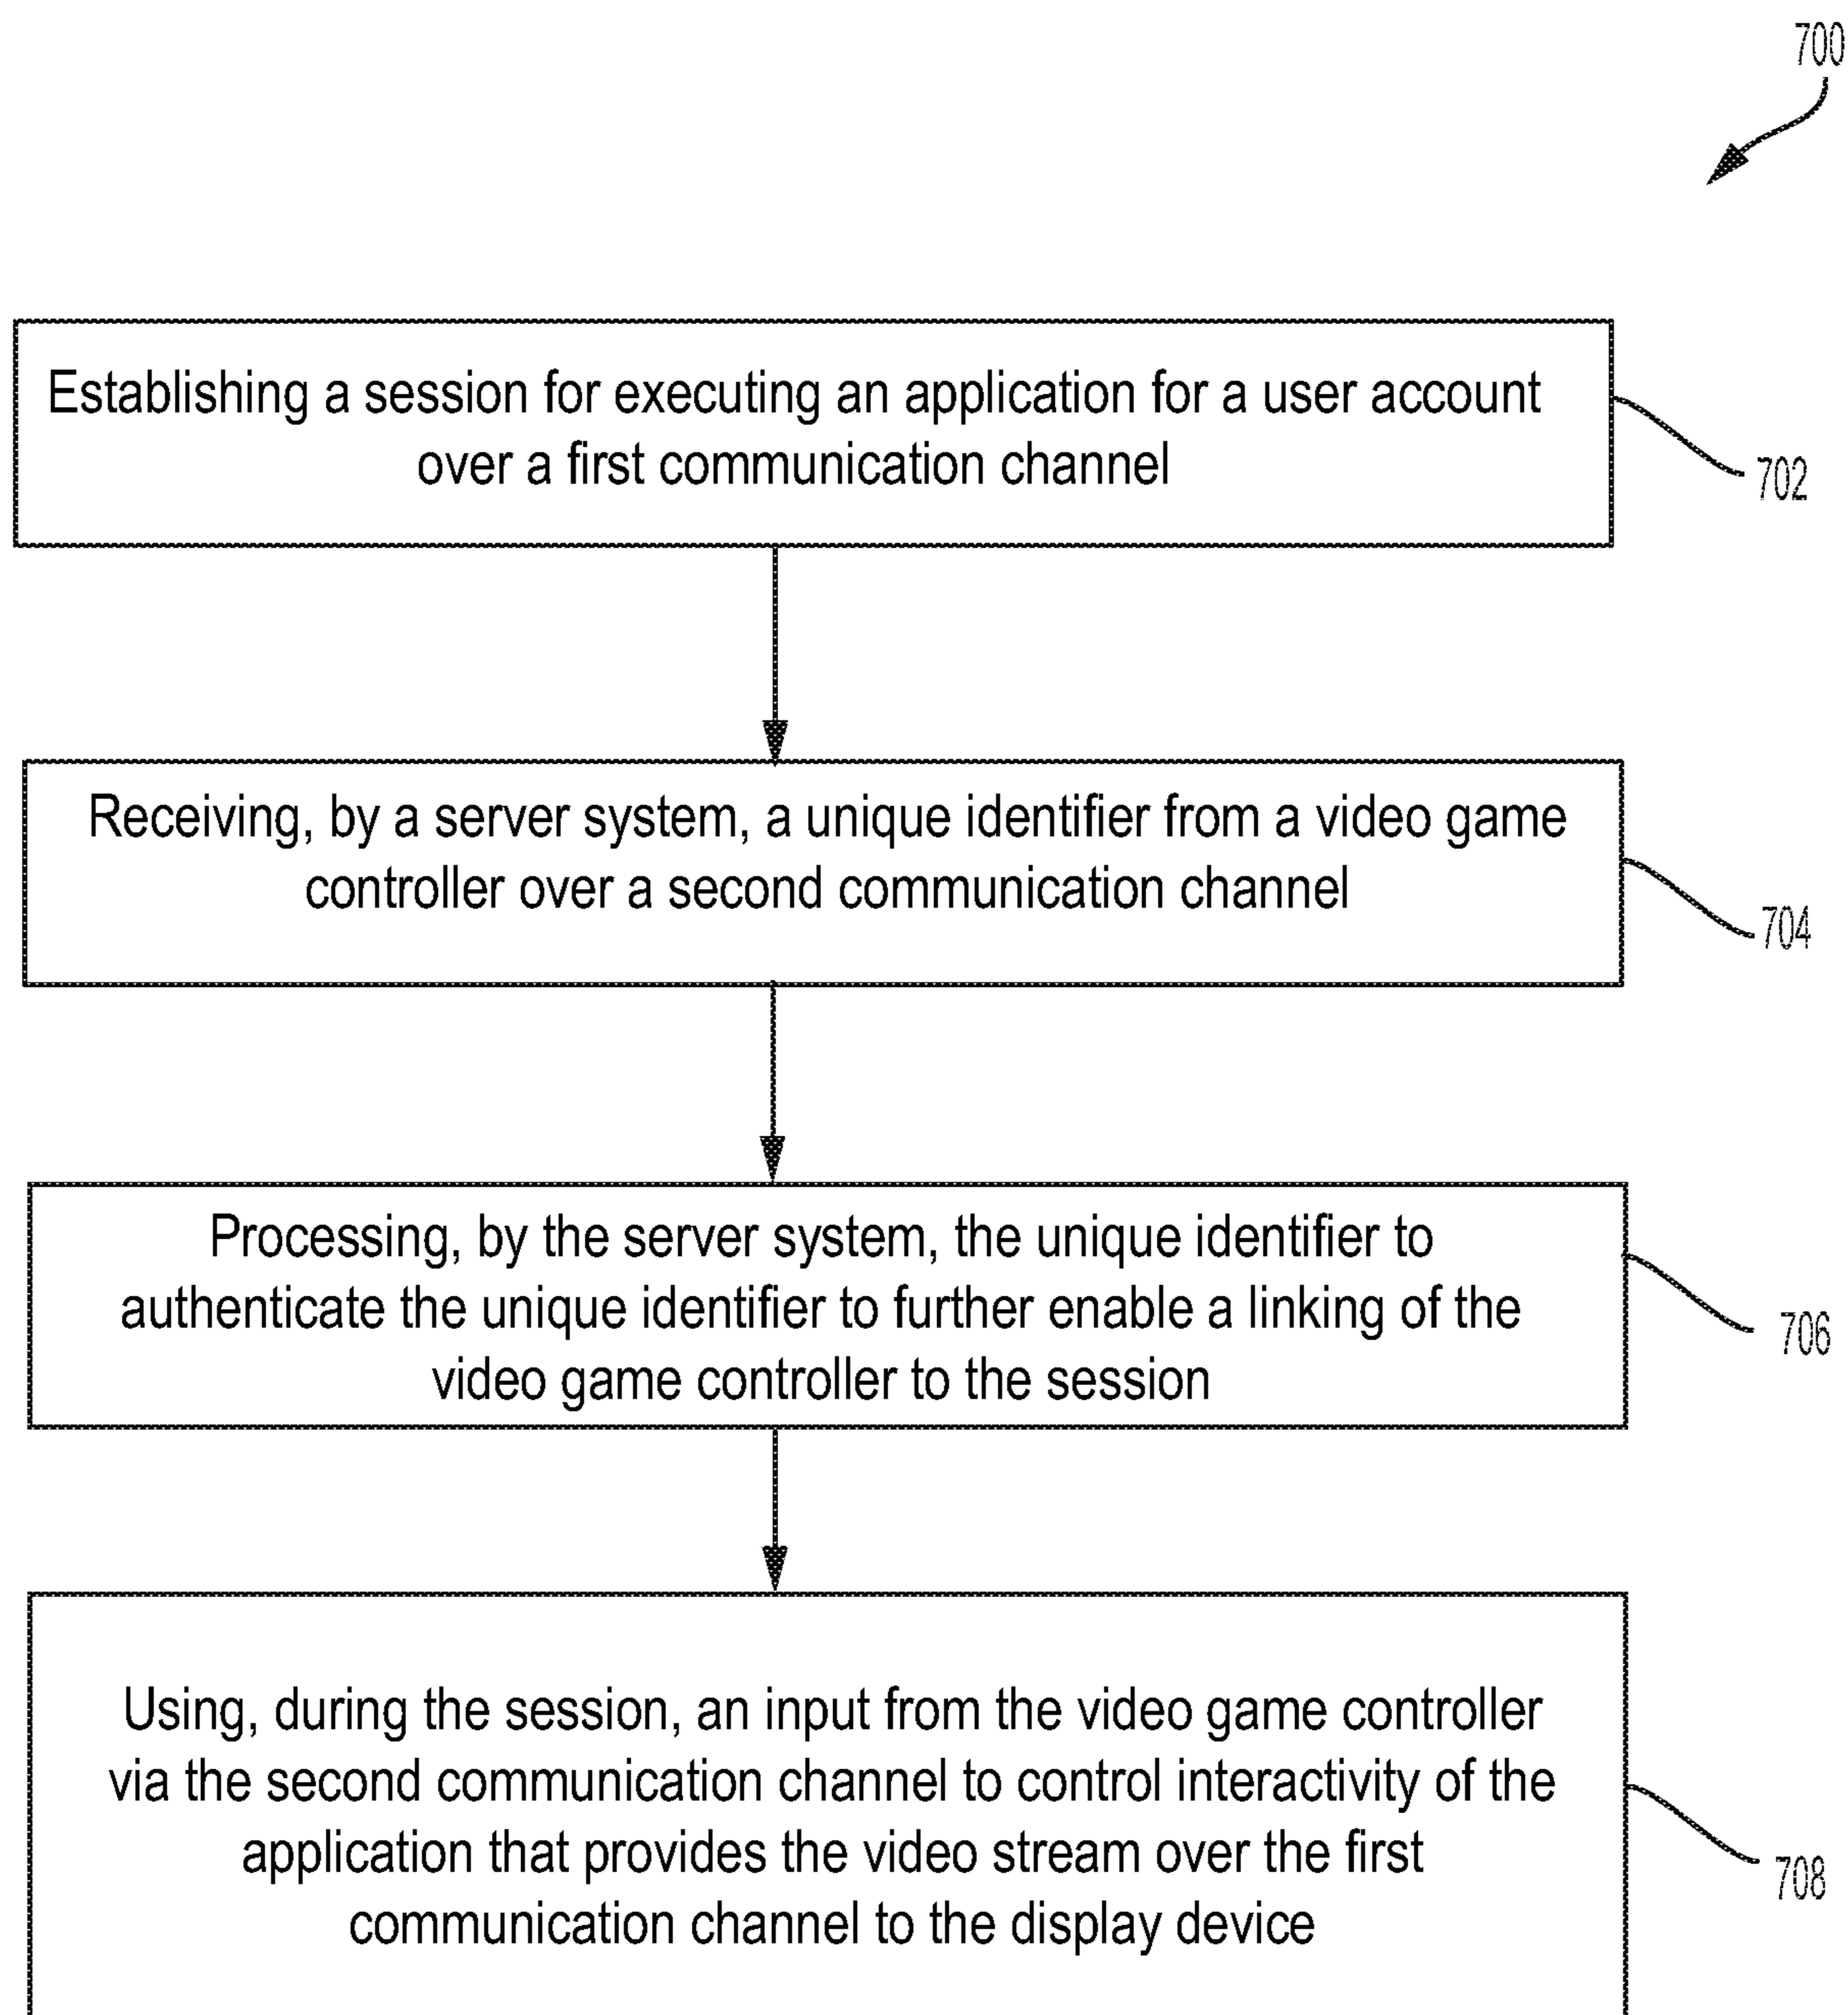 700
Establishing a session for executing an application for a user account
over a first communication channel
702
Receiving, by a server system, a unique identifier from a video game
controller over a second communication channel
704
Processing, by the server system, the unique identifier to
authenticate the unique identifier to further enable a linking of the
video game controller to the session
706
Using, during the session, an input from the video game controller
via the second communication channel to control interactivity of the
application that provides the video stream over the first
communication channel to the display device
708